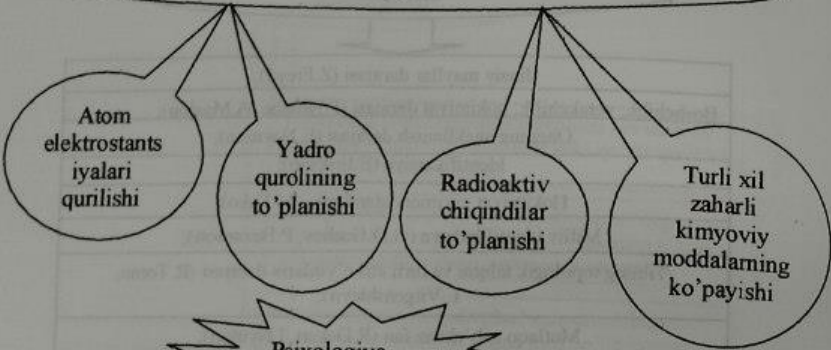 Atom
elektrostants
iyalari
qurilishi
Yadro
qurolining
to'planishi
Radioaktiv
chiqindilar
to'planishi
Turli xil
zaharli
kimyoviy
moddalarning
ko'payishi